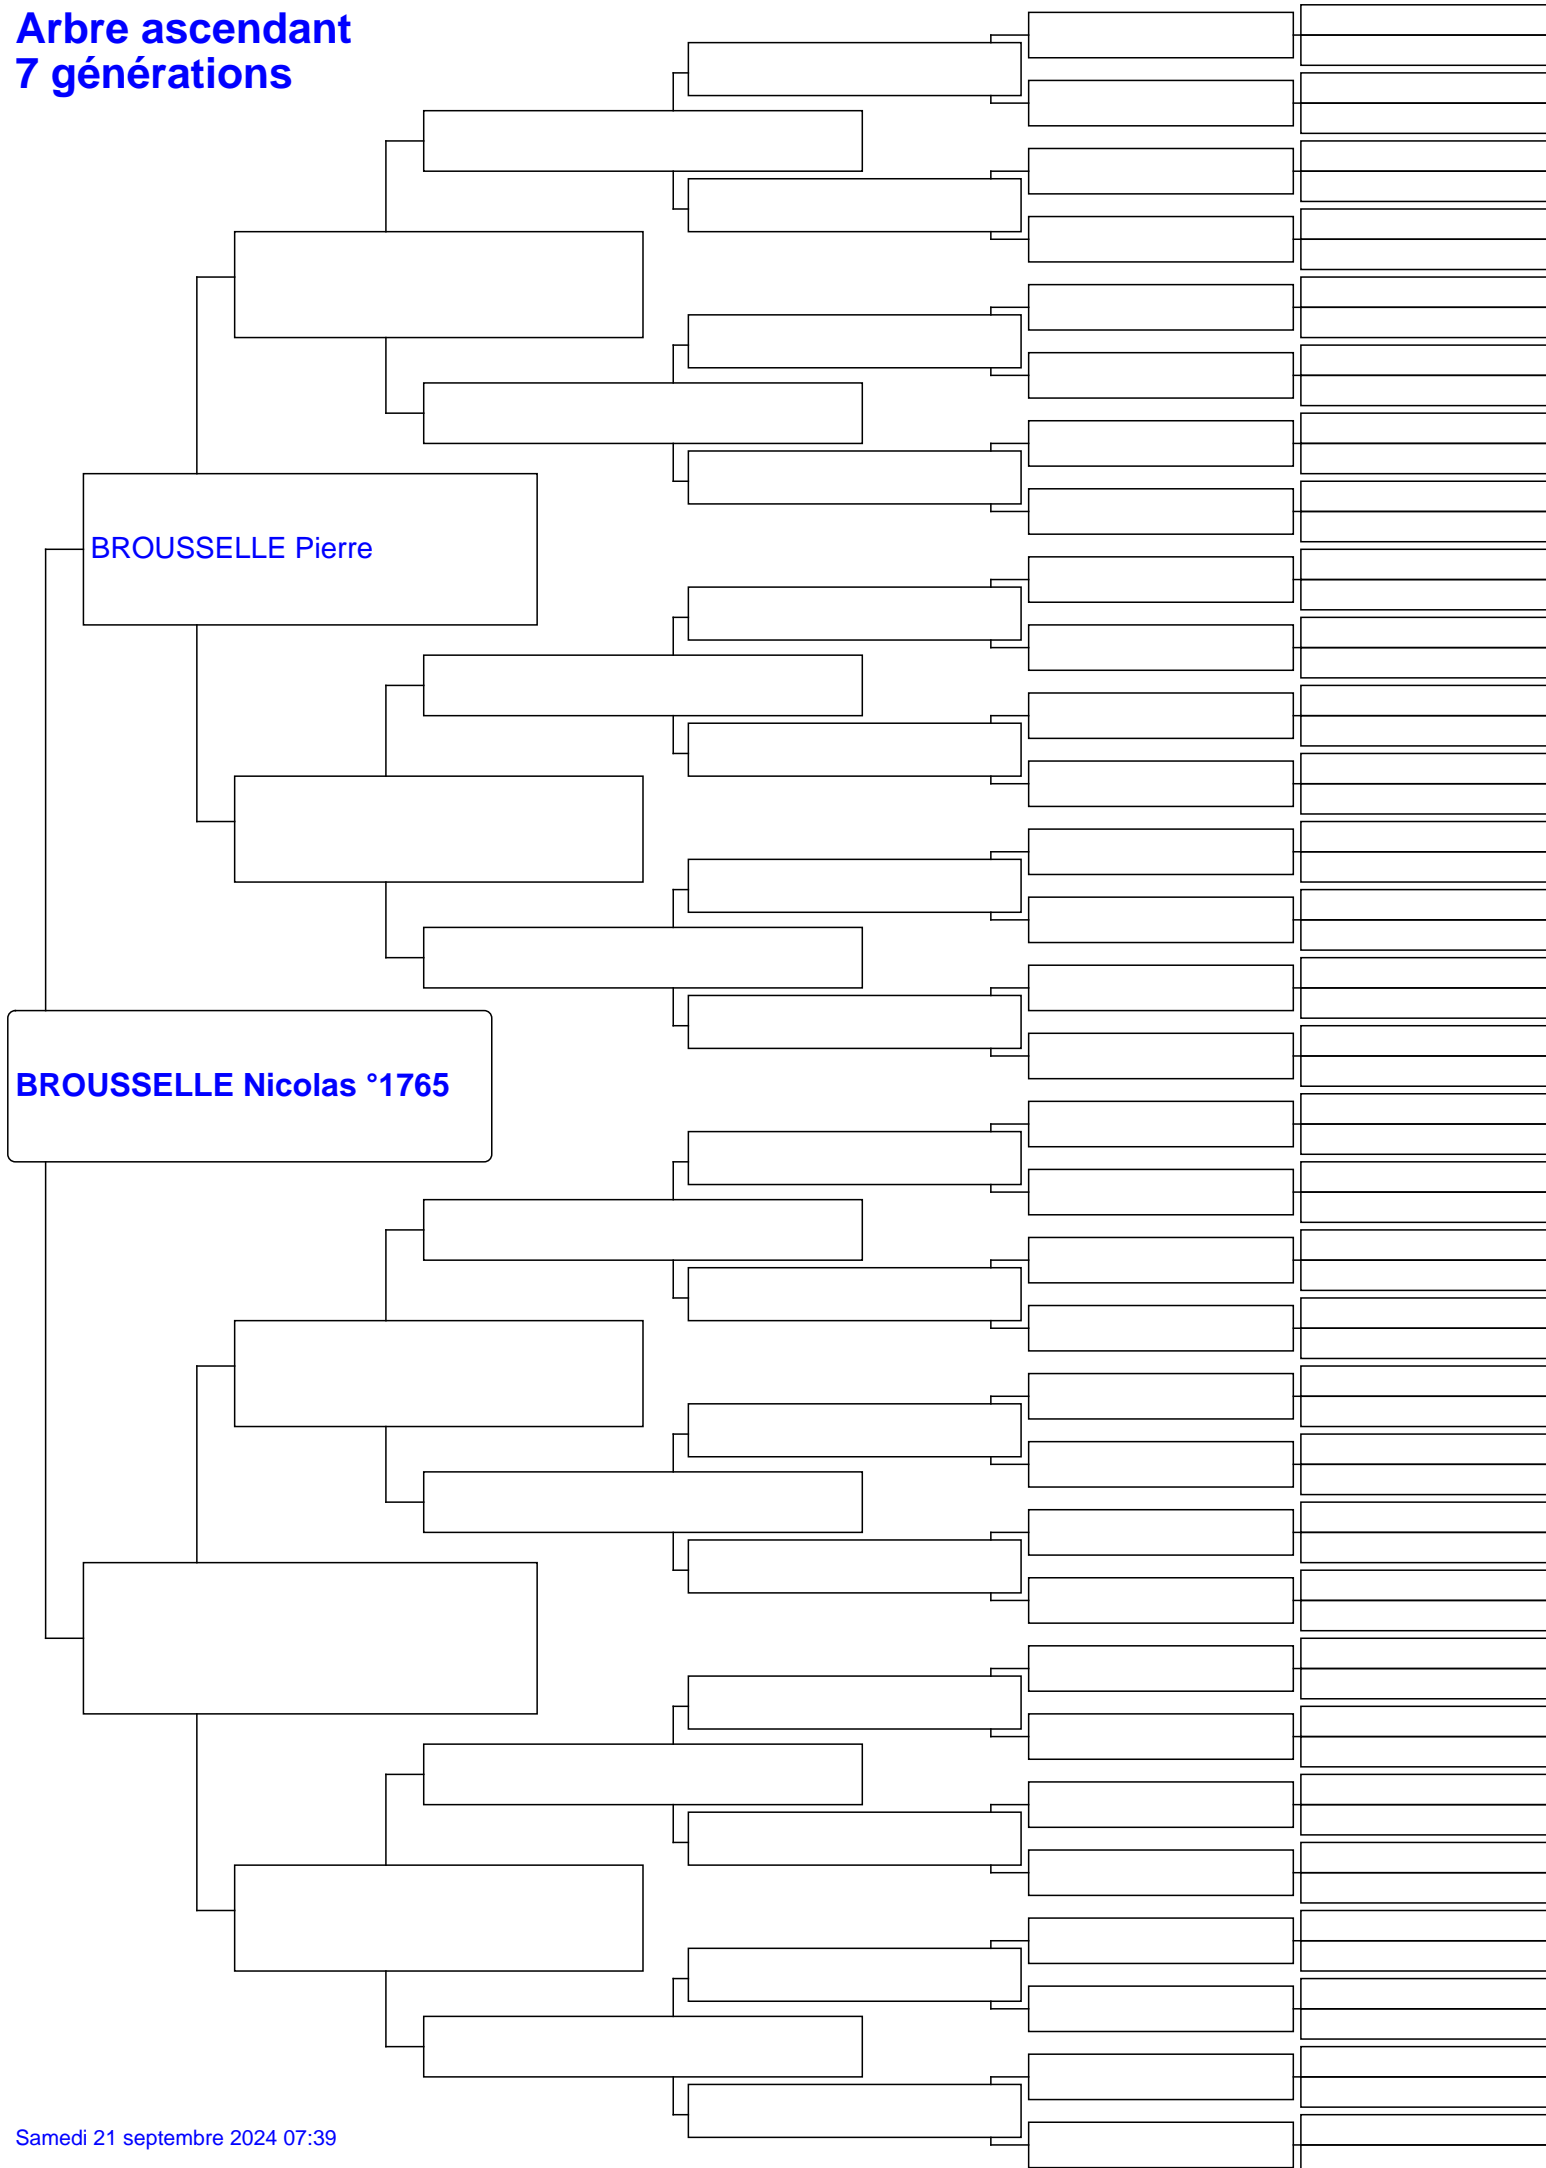 Arbre ascendant
7 générations
BROUSSELLE Pierre
BROUSSELLE Nicolas °1765
Samedi 21 septembre 2024 07:39